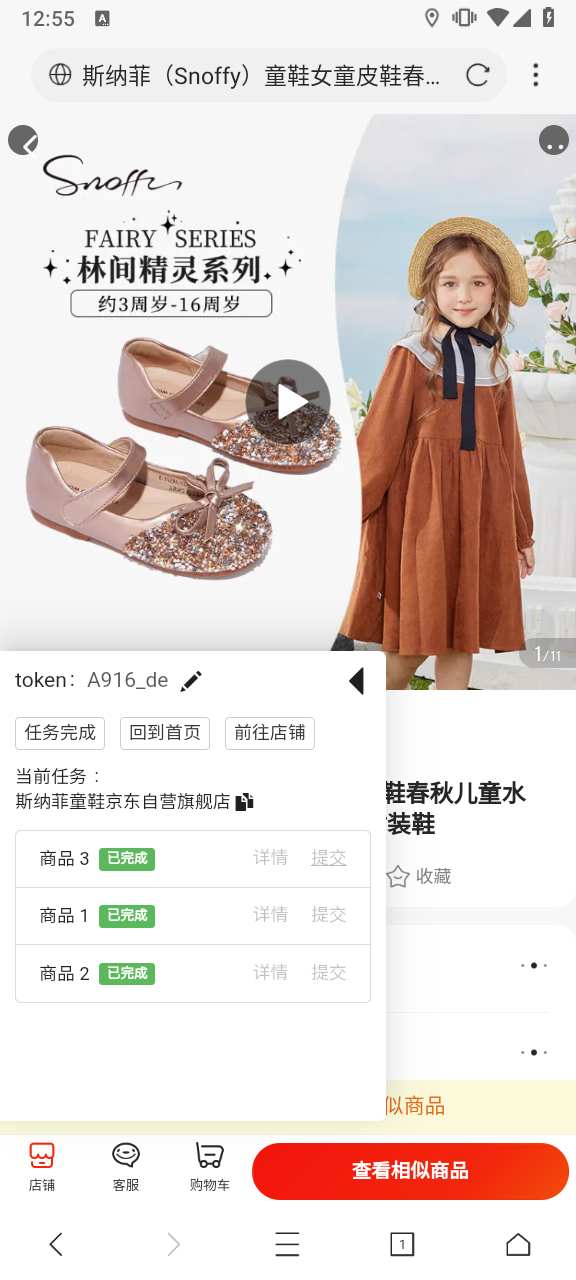 12:55
A
斯纳菲（Snoffy）童鞋女童皮鞋春...
Snoffy
FAIRY SERIES
林间精灵系列
约3周岁-16周岁
1/11
token： A916_de
任务完成
回到首页
前往店铺
当前任务：
斯纳菲童鞋京东自营旗舰店
商品 3 已完成 详情 提交
商品 1 已完成 详情 提交
商品 2 已完成 详情 提交
鞋春秋儿童水
装鞋
收藏
似商品
店铺
客服
购物车
查看相似商品
1